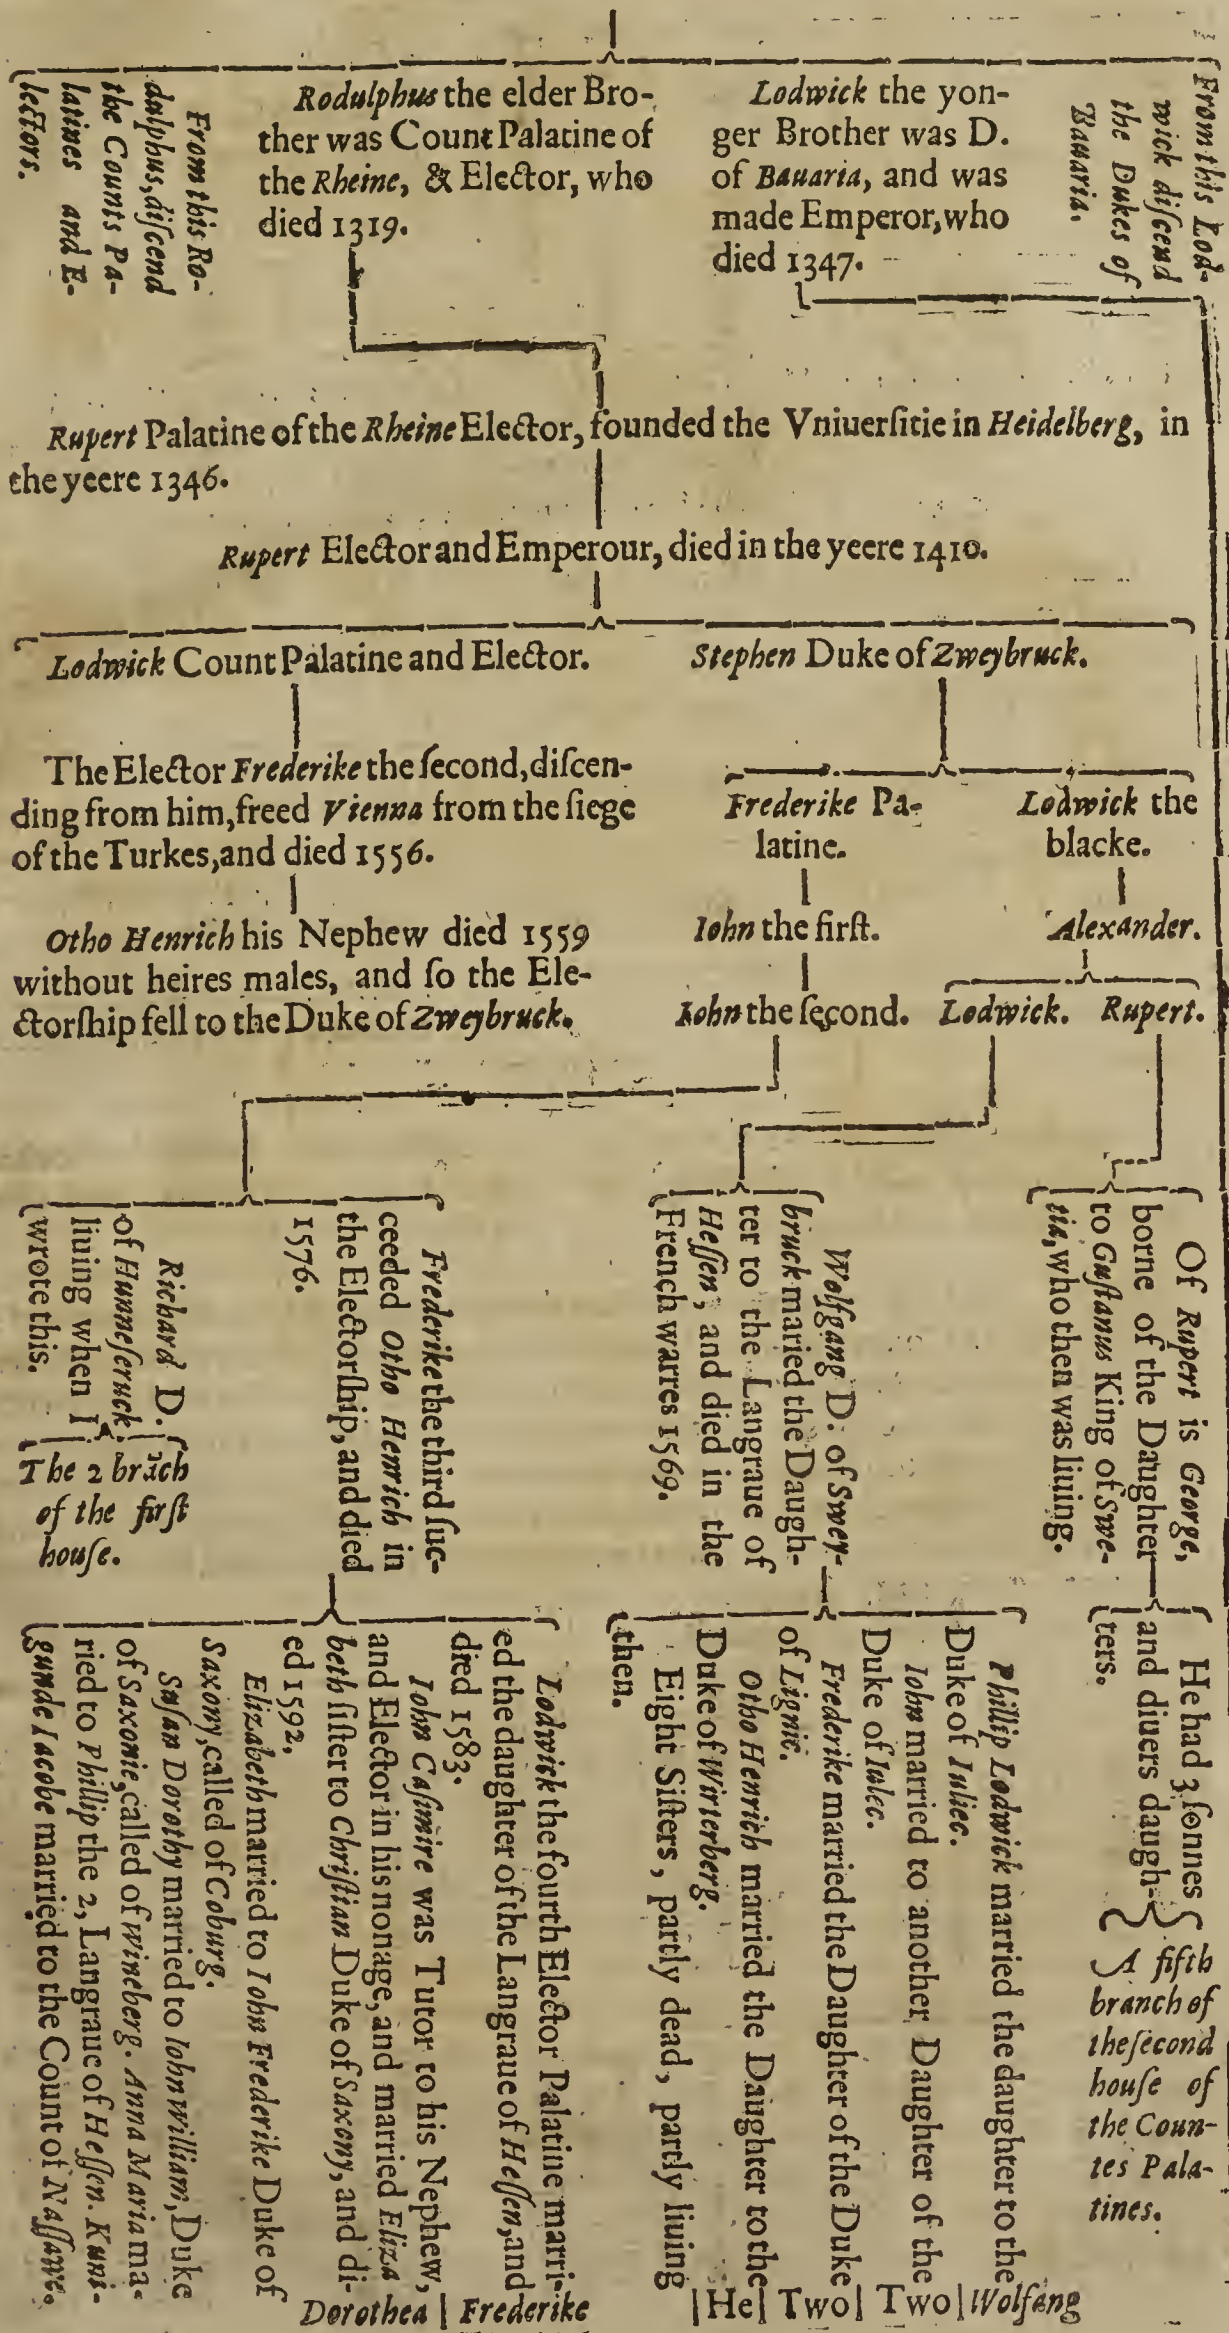 From this Ro-
dulphus, diſcend
the Counts Pa-
latines and E-
lectors.
Rodulphus the elder Bro-
ther was Count Palatine of
the Rheine, & Elector, who
died 1319.
Lodwick the yon-
ger Brother was D.
of Bauaria, and was
made Emperor, who
died 1347.
From this Lod-
wick diſcend
the Dukes of
Bauaria.
Rupert Palatine of the Rheine Elector, founded the Vniuerſitie in Heidelberg, in
the yeere 1346.
Rupert Elector and Emperour, died in the yeere 1410.
Lodwick Count Palatine and Elector.
Stephen Duke of Zweybruck.
The Elector Frederike the ſecond, diſcen-
ding from him, freed Vienna from the ſiege
of the Turkes, and died 1556.
Frederike Pa-
latine.
Lodwick the
blacke.
Otho Henrich his Nephew died 1559
without heires males, and ſo the Ele-
ctorſhip fell to the Duke of Zweybruck.
Iohn the firſt.
Alexander.
Iohn the ſecond.
Lodwick.
Rupert.
Richard D.
of Hunneſeruck
liuing when I
wrote this.
The 2 brāch
of the firſt
houſe.
Frederike the third ſuc-
ceeded Otho Henrich in
the Electorſhip, and died
1576.
Wolfgang D: of Swey-
bruck maried the Daugh-
ter to the Langraue of
Heſſen, and died in the
French warres 1569.
Of Rupert is George,
borne of the Daughter
to Guſtanus King of Swe-
tia, who then was liuing.
Lodwick the fourth Elector Palatine marri-
ed the daughter of the Langraue of Heſſen, and
died 1583.
Iohn Caſimire was Tutor to his Nephew,
and Elector in his nonage, and married Eliza-
beth ſiſter to Chriſtian Duke of Saxony, and di-
ed 1592,
Elizabeth married to Iohn Frederike Duke of
Saxony, called of Coburg.
Suſan Dorothy married to Iohn William, Duke
of Saxonie, called of Wineberg. Anna Maria ma-
ried to Phillip the 2, Langraue of Heſſen. Kuni-
gunde Iacobe married to the Count of Naſſawe.
Phillip Lodwick married the daughter to the
Duke of Iuliec.
Iohn married to another Daughter of the
Duke of Iulec.
Frederike married the Daughter of the Duke
of Lignic.
Otho Henrich married the Daughter to the
Duke of Wirterberg.
Eight Siſters, partly dead, partly liuing
then.
He had 3 ſonnes
and diuers daugh-
ters.
A fifth
branch of
the ſecond
houſe of
the Coun-
tes Pala-
tines.
Dorothea | Frederike
| He | Two | Two | Wolfang